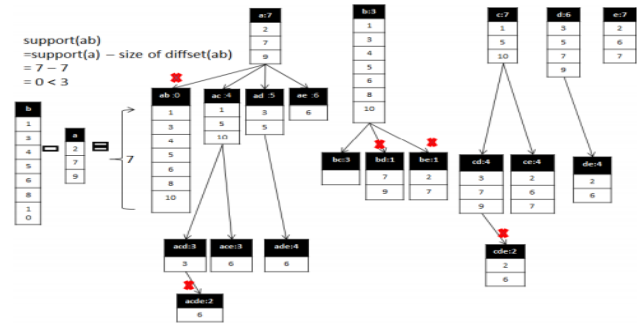 support(ab)
=support(a) – size of diffset(ab)
= 7 – 7
= 0 < 3
b
1
3
4
5
6
8
1
0
a
2
7
9
7
a:7
2
7
9
b:3
1
3
4
5
6
8
10
c:7
1
5
10
d:6
3
5
7
9
e:7
2
6
7
ab:0
1
3
4
5
6
8
10
ac:4
1
5
10
ad:5
3
5
ae:6
6
bc:3
bd:1
7
9
be:1
2
7
cd:4
3
7
9
ce:4
2
6
7
de:4
2
6
acd:3
3
ace:3
6
ade:4
6
cde:2
2
6
acde:2
6